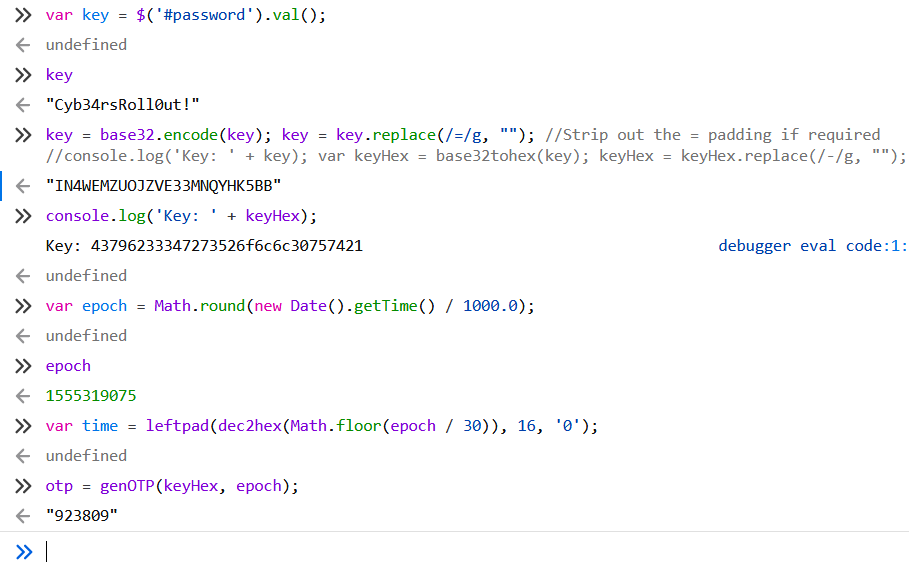 >> var key = $('#password').val();
← undefined
>> key
← "Cyb34rsRoll0ut!"
>> key = base32.encode(key); key = key.replace(/=/g, ""); //Strip out the = padding if required
//console.log('Key: ' + key); var keyHex = base32tohex(key); keyHex = keyHex.replace(/-/g, "");
← "IN4WEMZUOJZVE33MNQYHK5BB"
>> console.log('Key: ' + keyHex);
Key: 43796233347273526f6c6c30757421 debugger eval code:1:
← undefined
>> var epoch = Math.round(new Date().getTime() / 1000.0);
← undefined
>> epoch
← 1555319075
>> var time = leftpad(dec2hex(Math.floor(epoch / 30)), 16, '0');
← undefined
>> otp = genOTP(keyHex, epoch);
← "923809"
>>